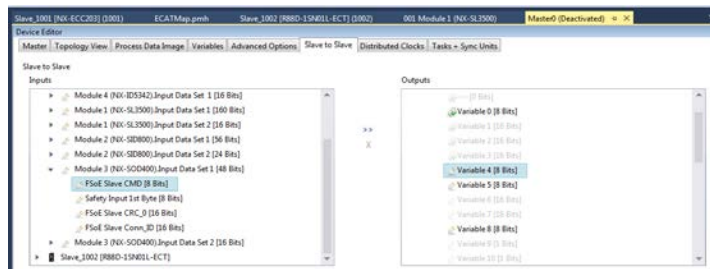 Slave_1001 [NX-ECC203] (1001) ECATMap.pmh Slave_1002 [R88D-1SN01L-ECT] (1002) 001 Module 1 (NX-SL3500) Master0 (Deactivated)
Device Editor
Master Topology View Process Data Image Variables Advanced Options Slave to Slave Distributed Clocks Tasks + Sync Units
Slave to Slave
Inputs Outputs
Module 4 (NX-ID5342).Input Data Set 1 [16 Bits]
Module 1 (NX-SL3500).Input Data Set 1 [160 Bits]
Module 1 (NX-SL3500).Input Data Set 2 [16 Bits]
Module 2 (NX-SID800).Input Data Set 1 [56 Bits]
Module 2 (NX-SID800).Input Data Set 2 [24 Bits]
Module 3 (NX-SOD400).Input Data Set 1 [48 Bits]
FSoE Slave CMD [8 Bits]
Safety Input 1st Byte [8 Bits]
FSoE Slave CRC_0 [16 Bits]
FSoE Slave Conn_ID [16 Bits]
Module 3 (NX-SOD400).Input Data Set 2 [16 Bits]
Slave_1002 [R88D-1SN01L-ECT]
>>
X
--- [0 Bits]
Variable 0 [8 Bits]
Variable 1 [16 Bits]
Variable 2 [16 Bits]
Variable 3 [16 Bits]
Variable 4 [8 Bits]
Variable 5 [8 Bits]
Variable 6 [16 Bits]
Variable 7 [16 Bits]
Variable 8 [8 Bits]
Variable 9 [1 Bits]
Variable 10 [1 Bits]